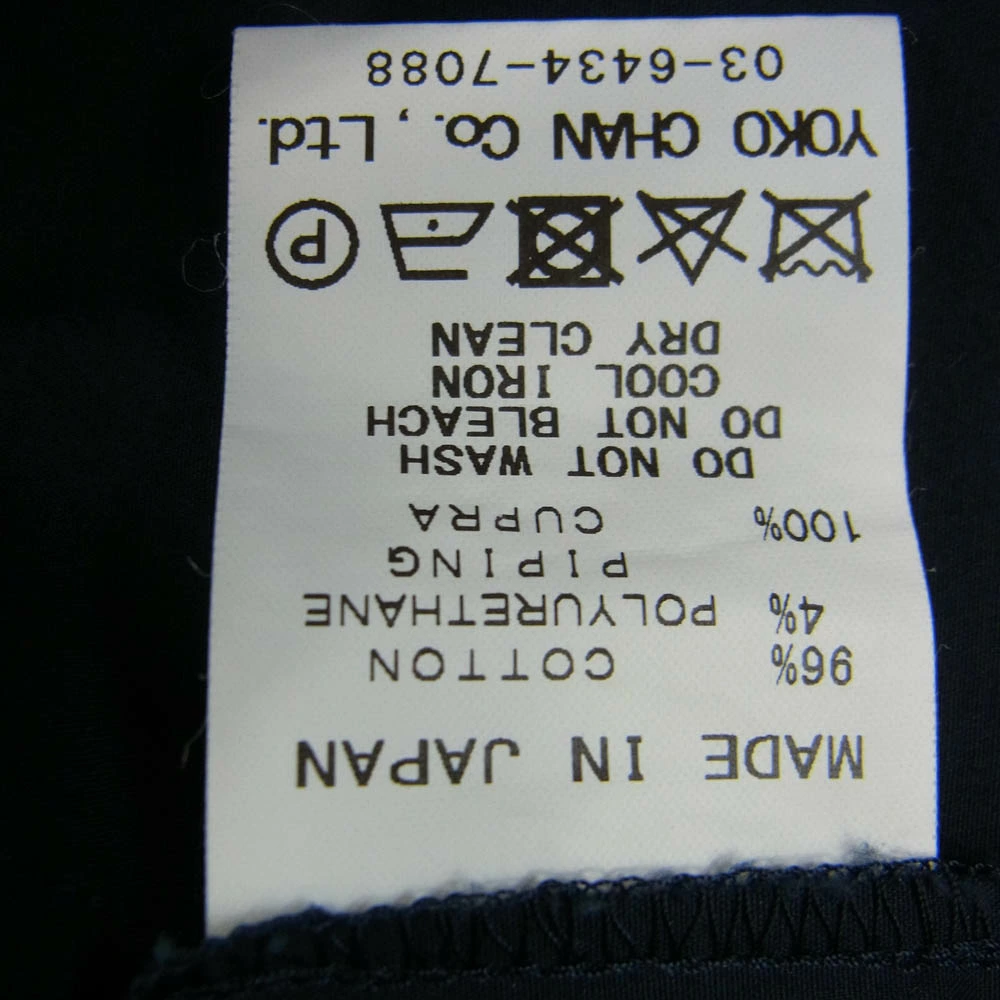 MADE IN JAPAN
96% COTTON
4% POLYURETHANE
PIPING
100% CUPRA
DO NOT WASH
DO NOT BLEACH
COOL IRON
DRY CLEAN
P
YOKO CHAN Co., Ltd.
03-6434-7088